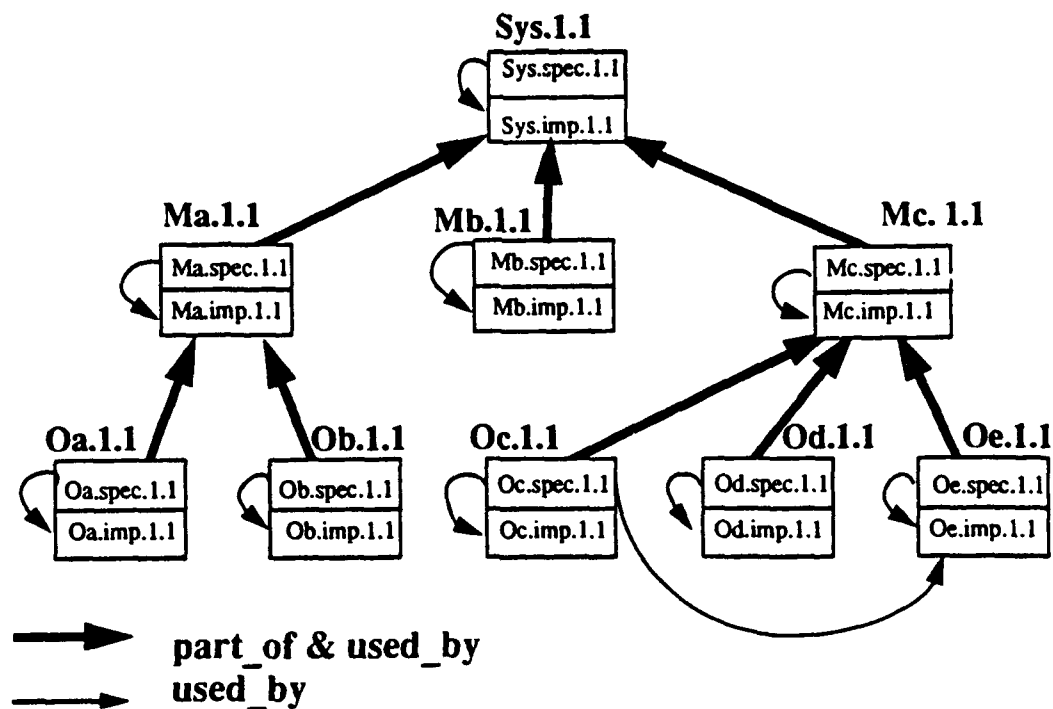 Sys.1.1
Sys.spec.1.1
Sys.imp.1.1
Ma.1.1
Mb.1.1
Mc. 1.1
Ma.spec.1.1
Mb.spec.1.1
Mc.spec.1.1
Ma.imp.1.1
Mb.imp.1.1
Mc.imp.1.1
Oa.1.1
Ob.1.1
Oc.1.1
Od.1.1
Oe.1.1
Oa.spec.1.1
Ob.spec.1.1
Oc.spec.1.1
Od.spec.1.1
Oe.spec.1.1
Oa.imp.1.1
Ob.imp.1.1
Oc.imp.1.1
Od.imp.1.1
Oe.imp.1.1
part_of & used_by
used_by